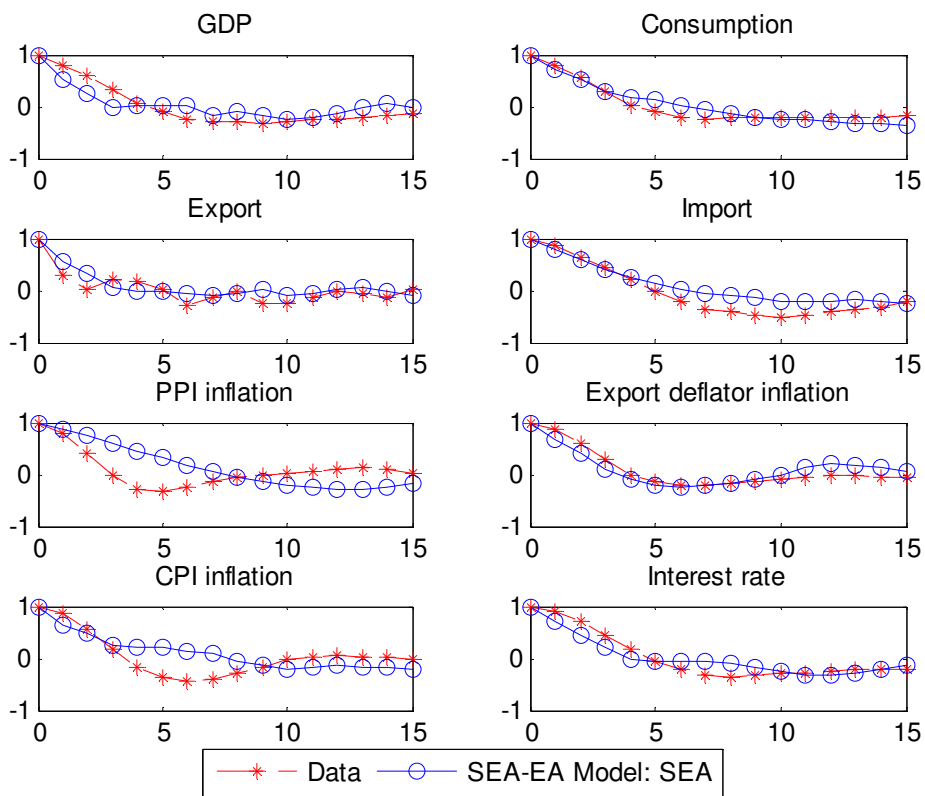 GDP Consumption
1 1
0 0
-1 -1
0 5 10 15 0 5 10 15
Export Import
1 1
0 0
-1 -1
0 5 10 15 0 5 10 15
PPI inflation Export deflator inflation
1 1
0 0
-1 -1
0 5 10 15 0 5 10 15
CPI inflation Interest rate
1 1
0 0
-1 -1
0 5 10 15 0 5 10 15
Data SEA-EA Model: SEA